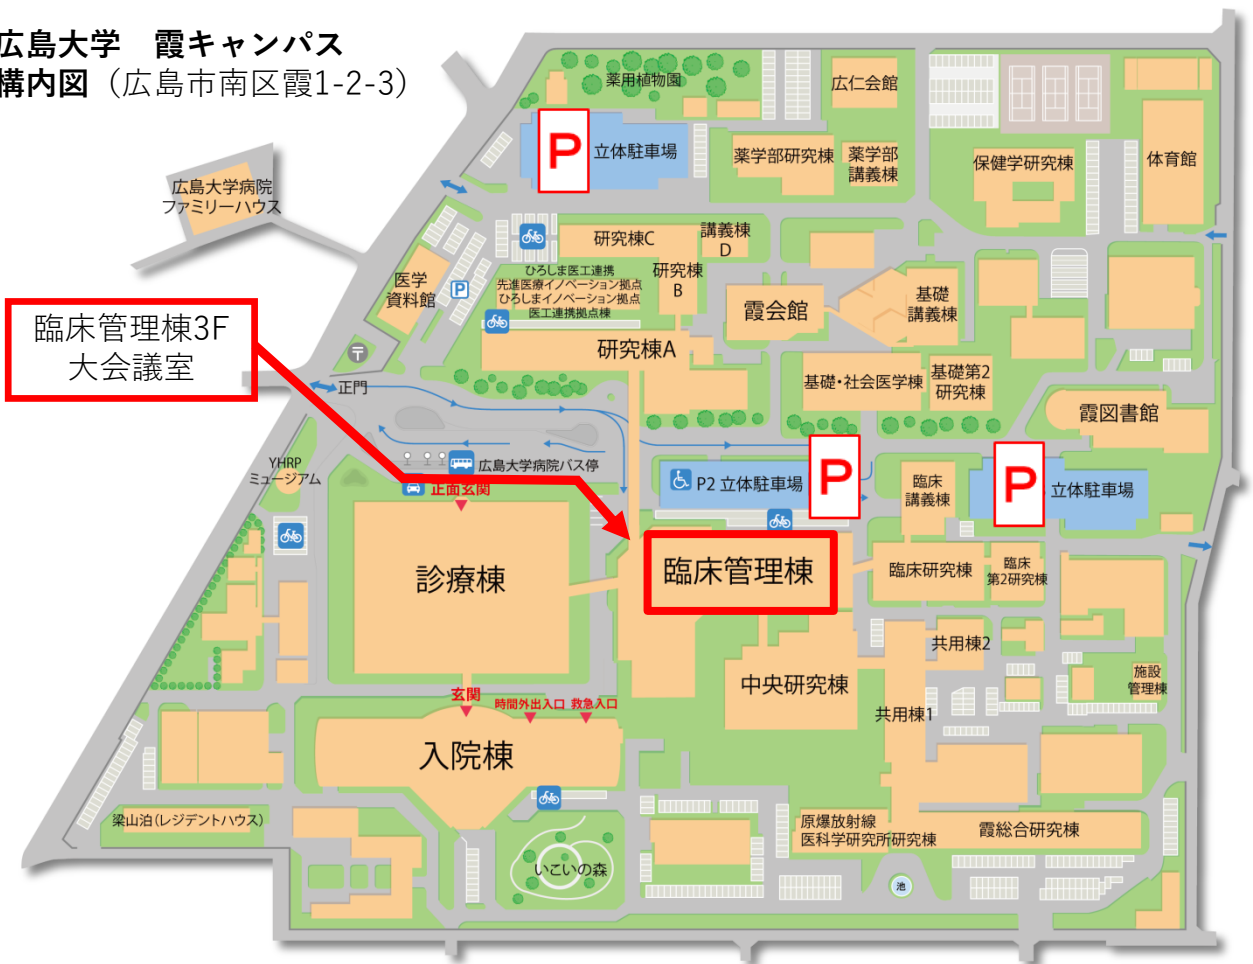 広島大学　霞キャンパス
構内図（広島市南区霞1-2-3）
薬用植物園
広仁会館
P
立体駐車場
薬学部研究棟
薬学部
講義棟
保健学研究棟
体育館
広島大学病院
ファミリーハウス
研究棟C
講義棟
D
医学
資料館
P
ひろしま医工連携
先進医療イノベーション拠点
ひろしまイノベーション拠点
医工連携拠点棟
研究棟
B
霞会館
基礎
講義棟
臨床管理棟3F
大会議室
研究棟A
〒
正門
基礎・社会医学棟
基礎第2
研究棟
霞図書館
YHRP
ミュージアム
広島大学病院バス停
正面玄関
P2 立体駐車場
P
臨床
講義棟
P
立体駐車場
診療棟
臨床管理棟
臨床研究棟
臨床
第2研究棟
共用棟2
中央研究棟
施設
管理棟
共用棟1
玄関
時間外出入口
救急入口
入院棟
梁山泊（レジデントハウス）
いこいの森
原爆放射線
医科学研究所研究棟
霞総合研究棟
池